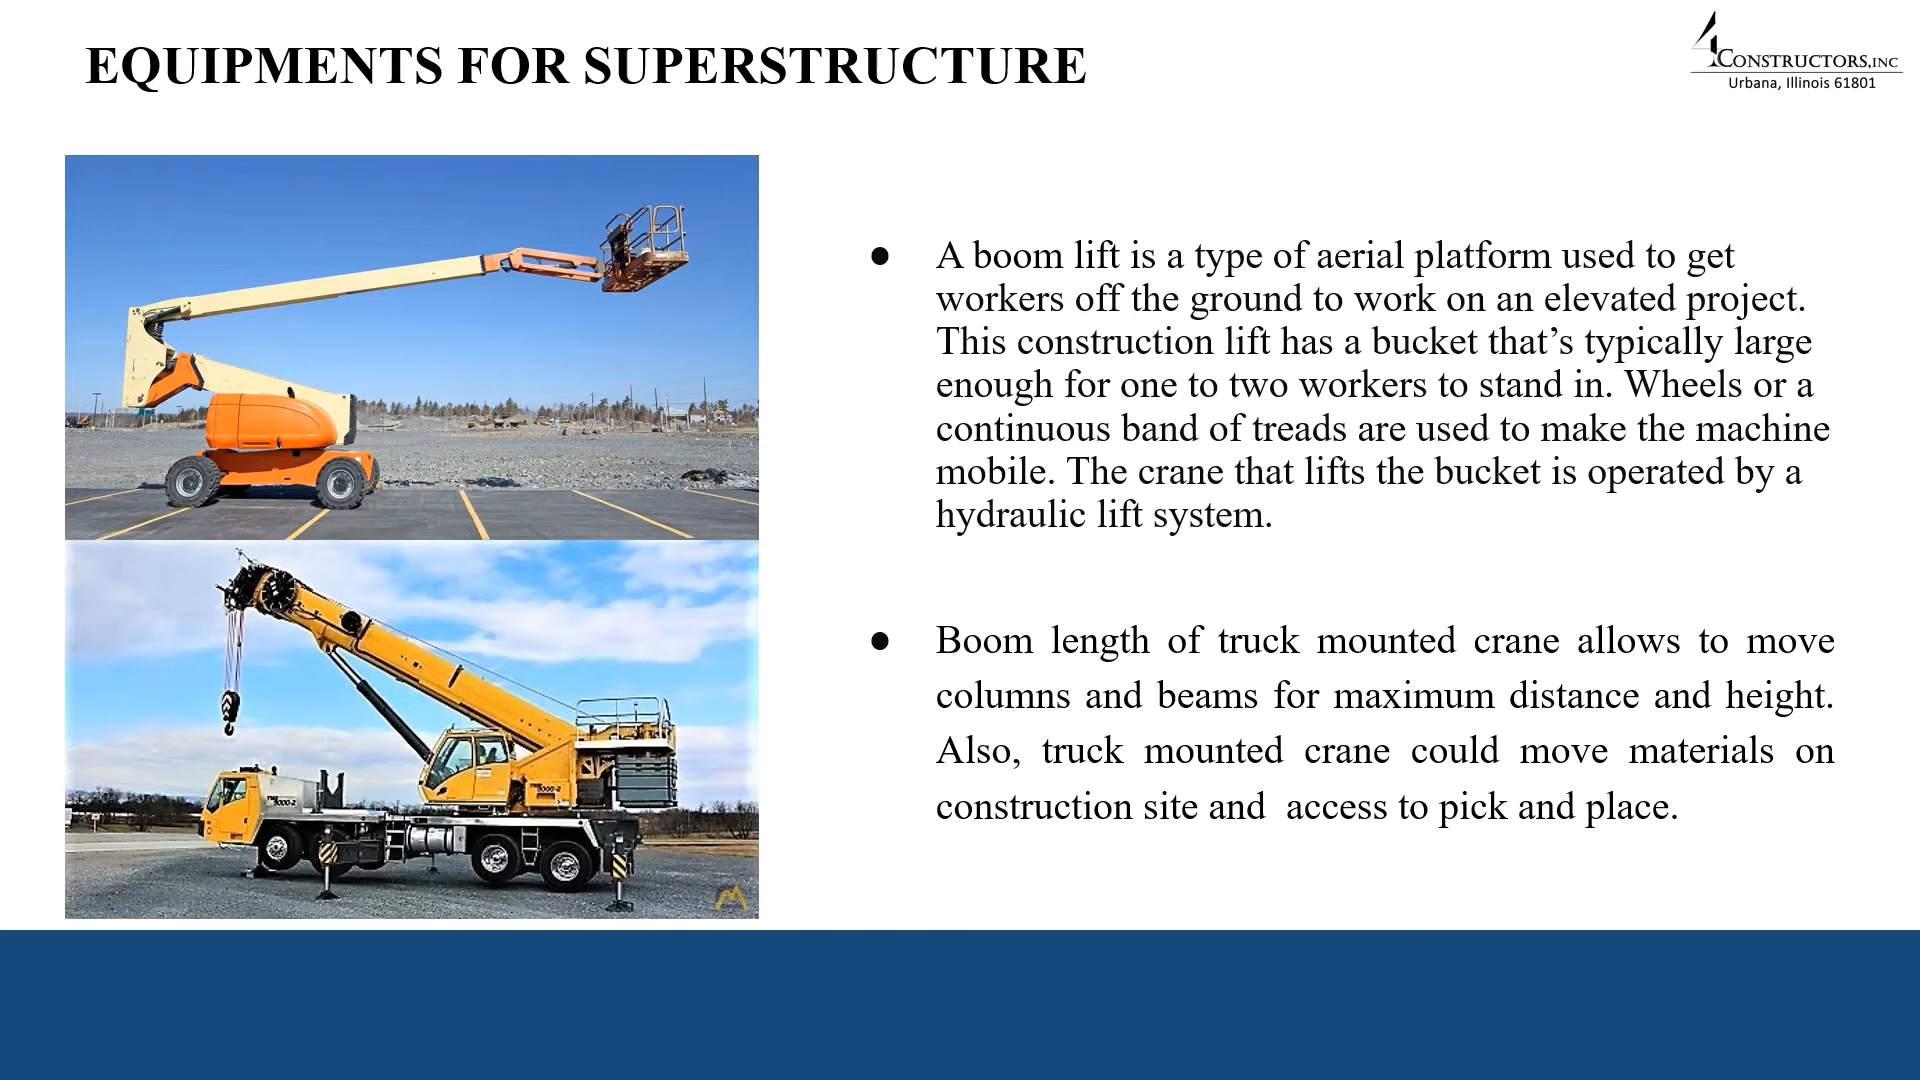 EQUIPMENTS FOR SUPERSTRUCTURE
4CONSTRUCTORS,INC
Urbana, Illinois 61801
● A boom lift is a type of aerial platform used to get
workers off the ground to work on an elevated project.
This construction lift has a bucket that’s typically large
enough for one to two workers to stand in. Wheels or a
continuous band of treads are used to make the machine
mobile. The crane that lifts the bucket is operated by a
hydraulic lift system.
● Boom length of truck mounted crane allows to move
columns and beams for maximum distance and height.
Also, truck mounted crane could move materials on
construction site and  access to pick and place.